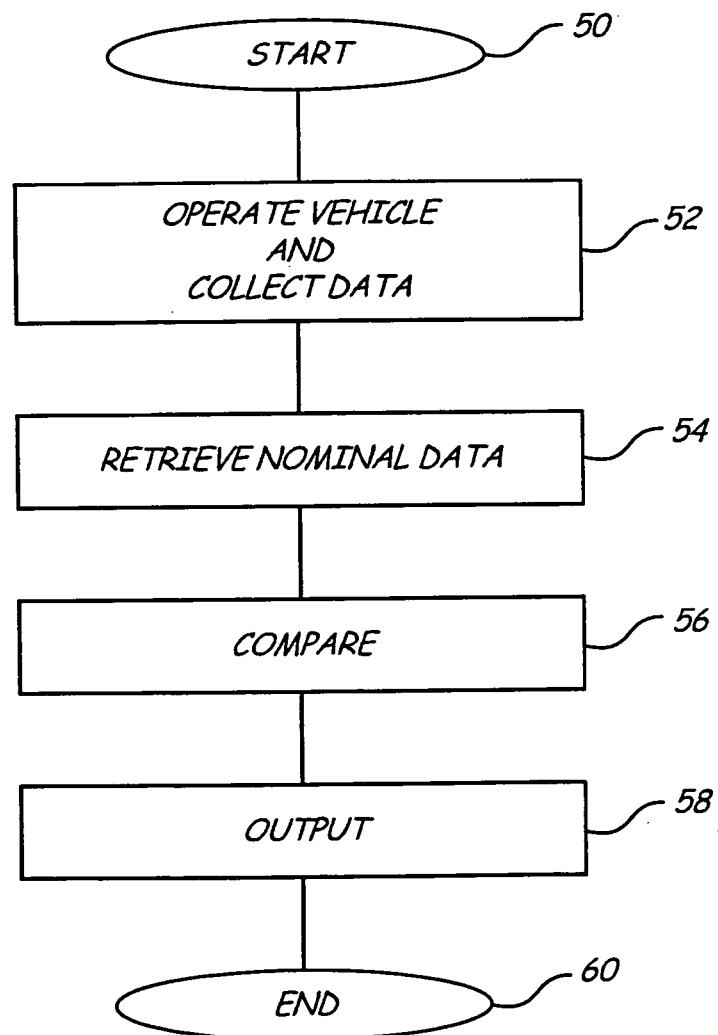 START
50
OPERATE VEHICLE
AND
COLLECT DATA
52
RETRIEVE NOMINAL DATA
54
COMPARE
56
OUTPUT
58
END
60